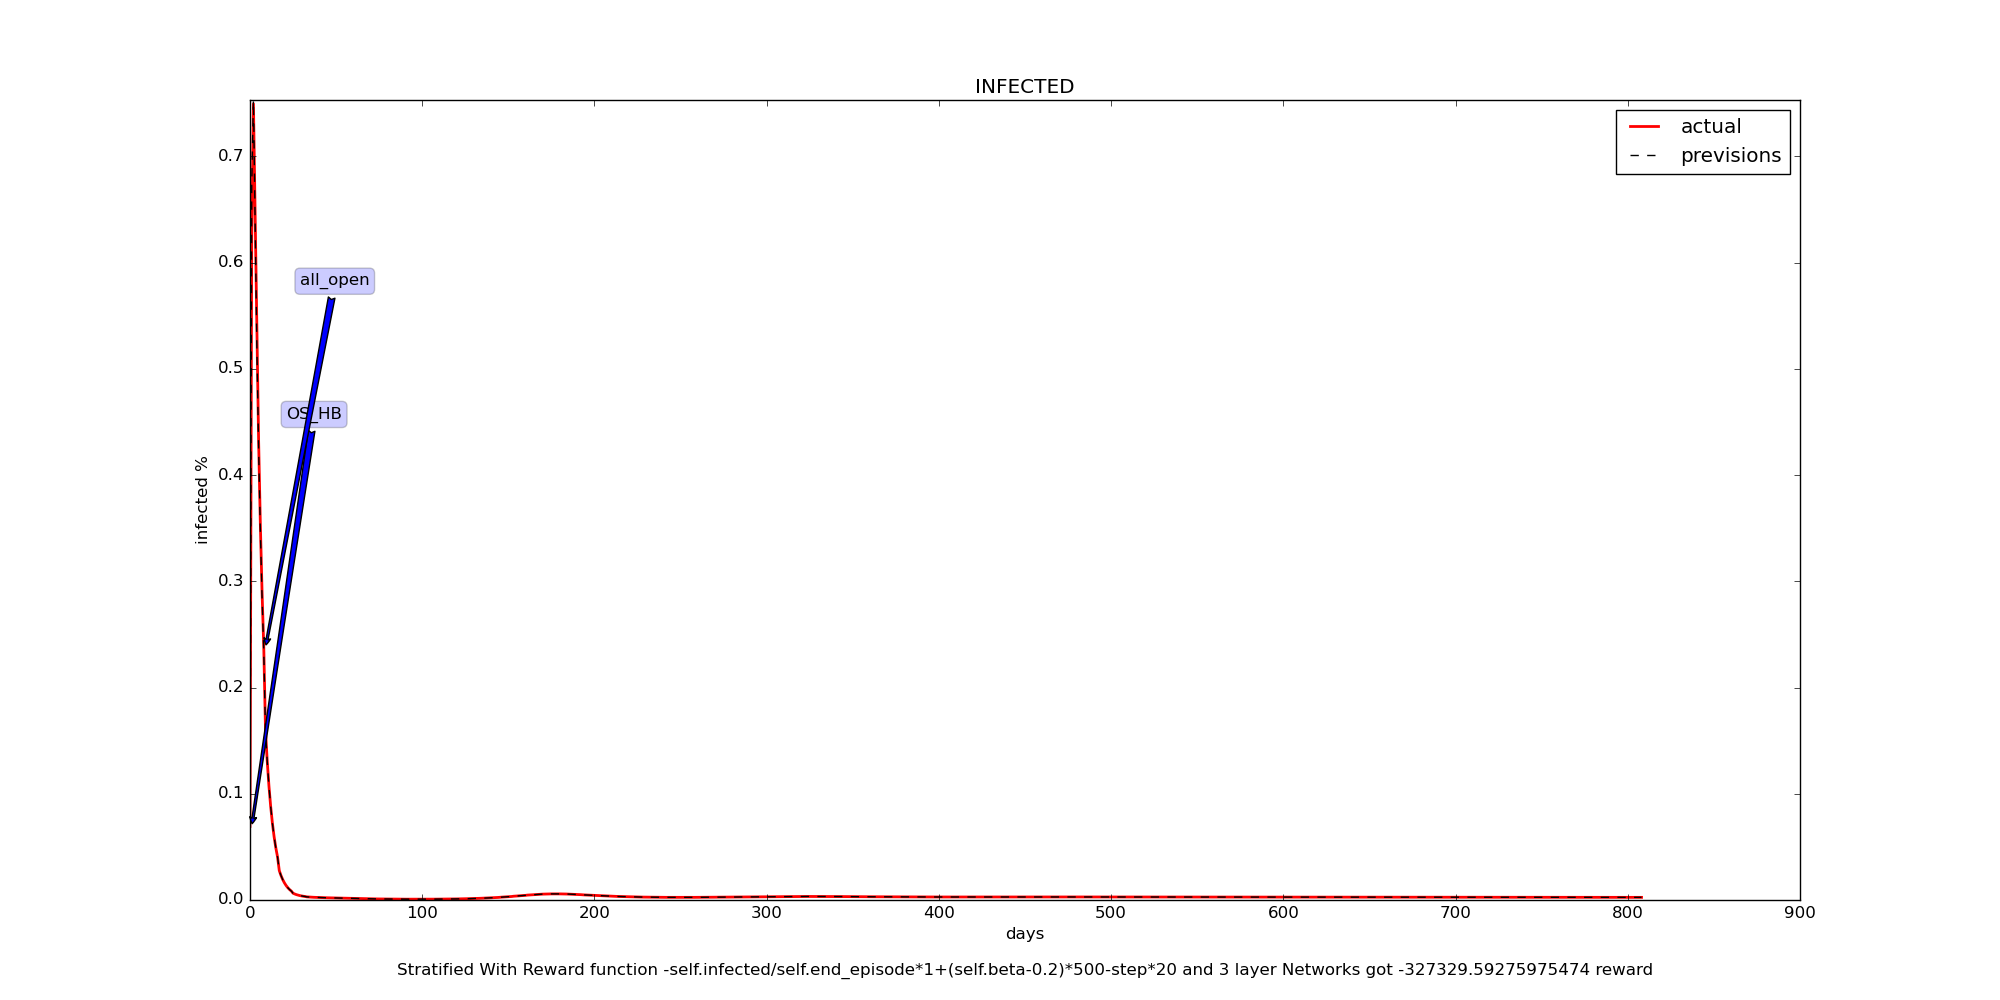 INFECTED
actual
previsions
0.7
0.6
0.5
0.4
0.3
0.2
0.1
0.0
infected %
all_open
OS_HB
0 100 200 300 400 500 600 700 800 900
days
Stratified With Reward function -self.infected/self.end_episode*1+(self.beta-0.2)*500-step*20 and 3 layer Networks got -327329.59275975474 reward